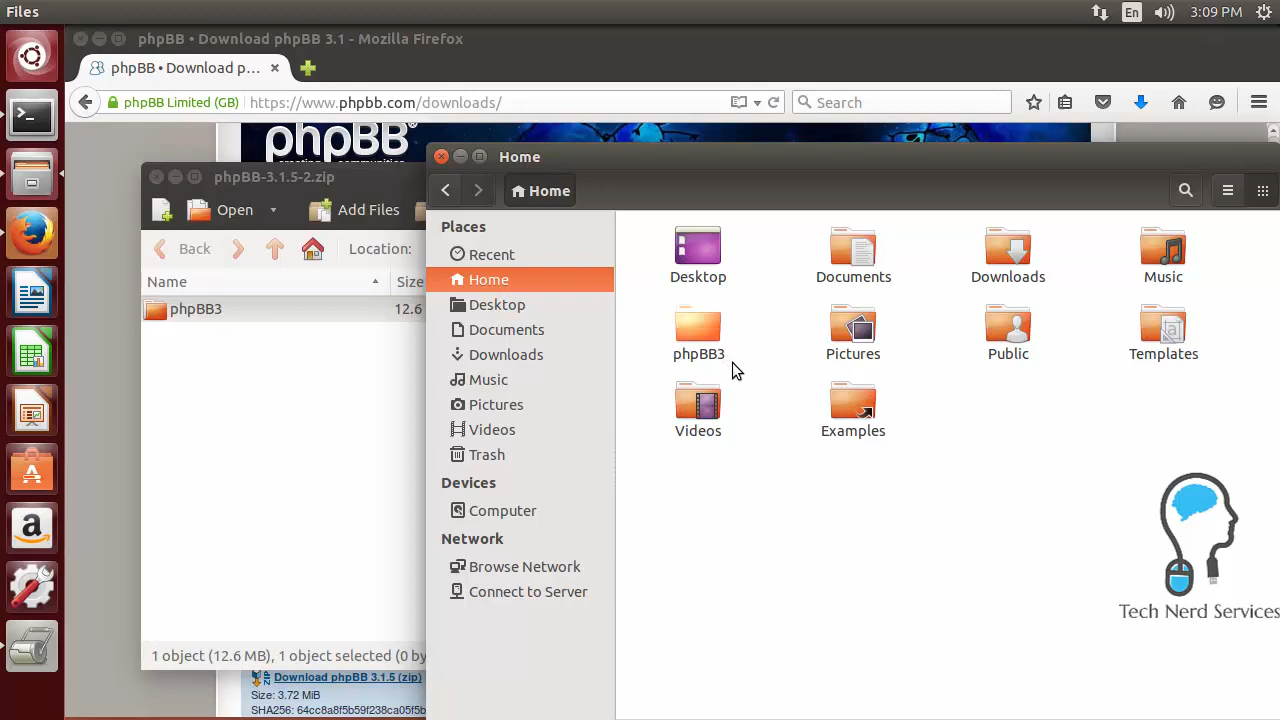 Files
En
3:09 PM
phpBB • Download phpBB 3.1 - Mozilla Firefox
phpBB • Download p...
phpBB Limited (GB)
https://www.phpbb.com/downloads/
Search
phpBB®
phpBB-3.1.5-2.zip
Open
Add Files
Back
Location:
Name
Size
phpBB3
12.6
1 object (12.6 MB), 1 object selected (0 by
Download phpBB 3.1.5 (zip)
Size: 3.72 MiB
Home
Home
Places
Recent
Home
Desktop
Documents
Downloads
Music
Pictures
Videos
Trash
Devices
Computer
Network
Browse Network
Connect to Server
Desktop
Documents
Downloads
Music
phpBB3
Pictures
Public
Templates
Videos
Examples
Tech Nerd Services